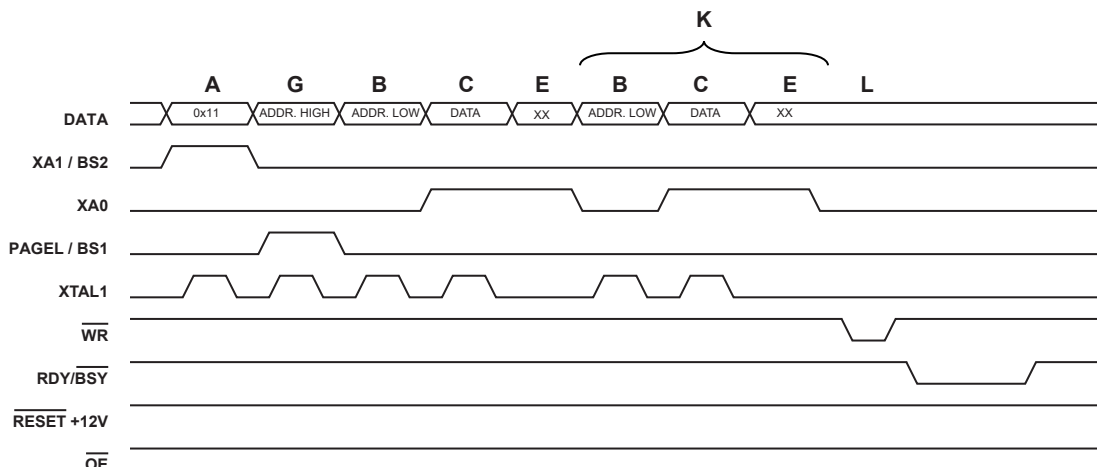 K
A G B C E B C E L
DATA 0x11 ADDR. HIGH ADDR. LOW DATA XX ADDR. LOW DATA XX
XA1 / BS2
XA0
PAGEL / BS1
XTAL1
WR
RDY/BSY
RESET +12V
OE